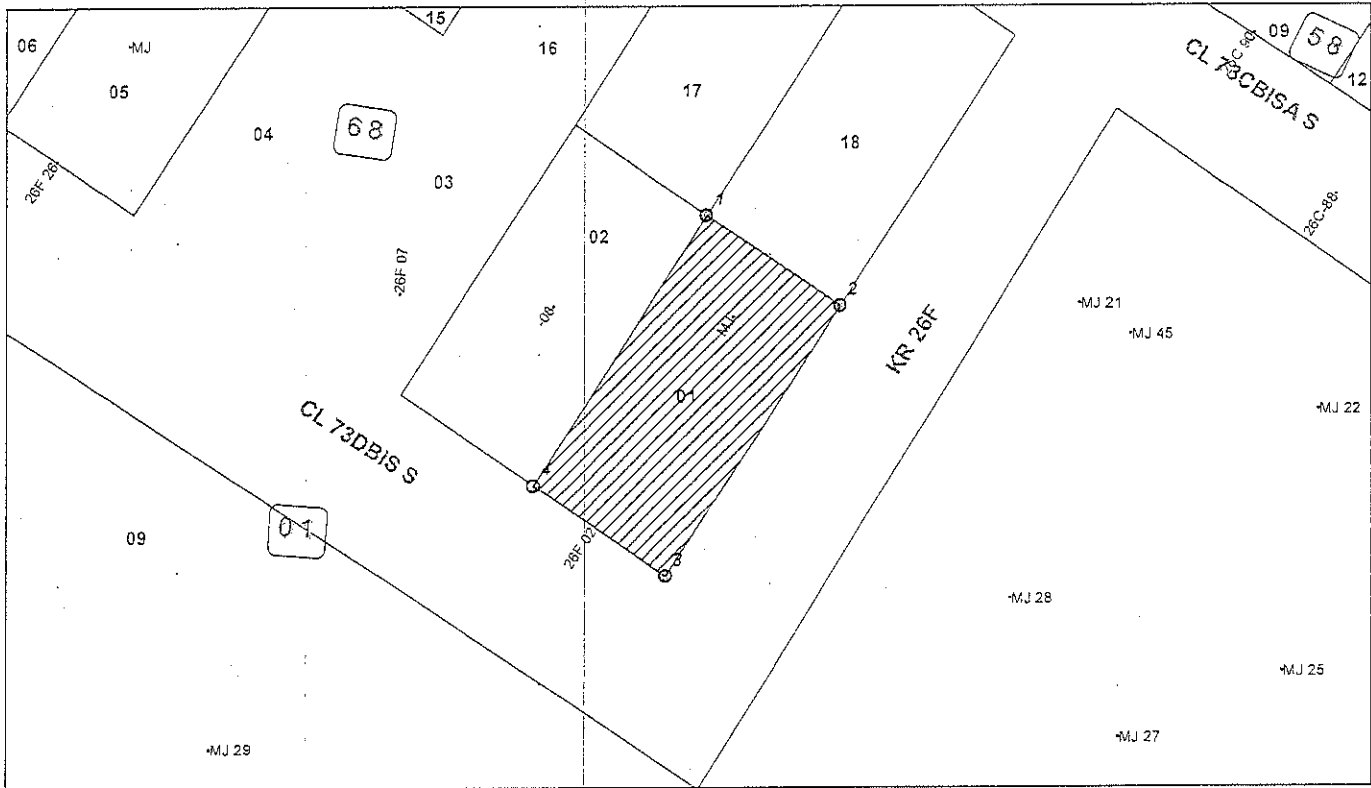 06
-MJ
05
15
16
09
58
12
CL 73CBISA S
17
68
04
18
03
26F 26-
1
26C-88-
02
-26F 07
2
-08-
MJ-
-MJ 21
-MJ 45
KR 26F
01
-MJ 22
CL 73DBIS S
4
01
09
26F 02
3
-MJ 28
-MJ 25
-MJ 27
-MJ 29